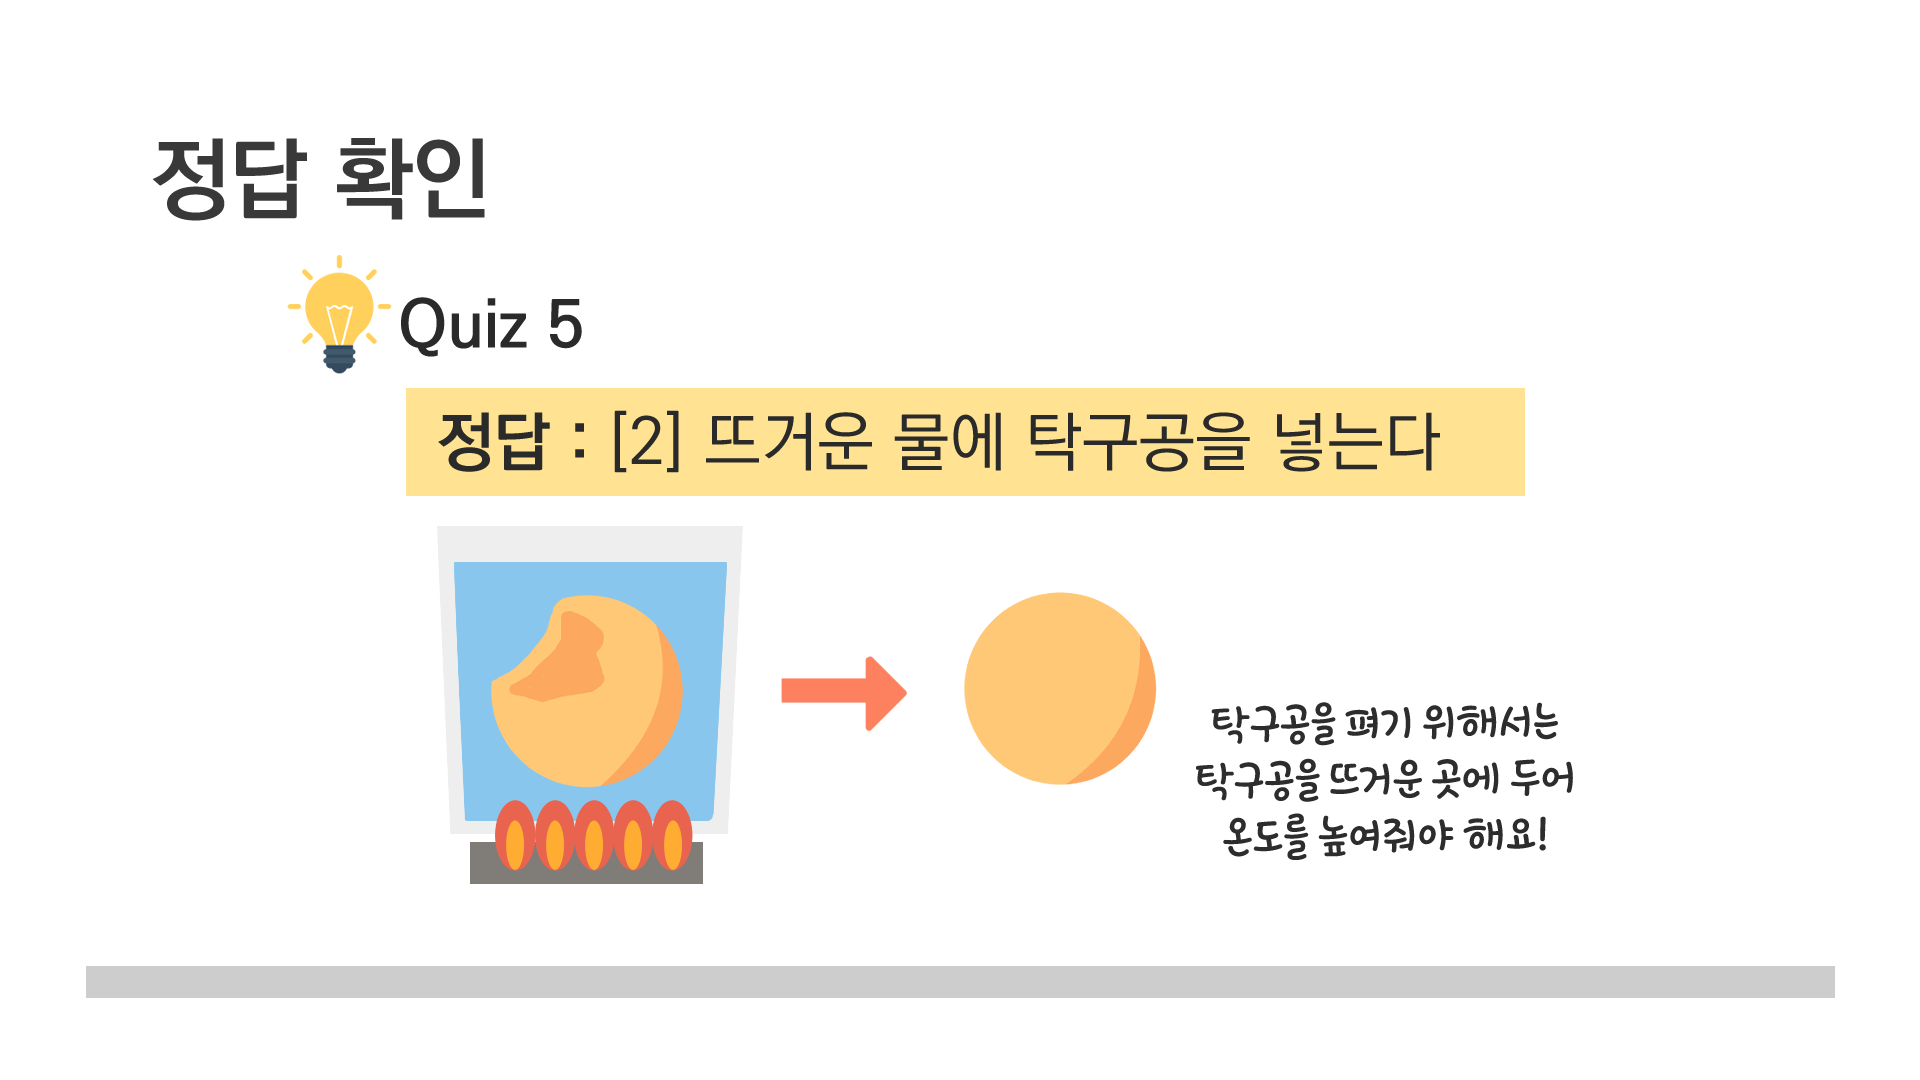 정답 확인
Quiz 5
정답 : [2] 뜨거운 물에 탁구공을 넣는다
탁구공을 펴기 위해서는
탁구공을 뜨거운 곳에 두어
온도를 높여줘야 해요!